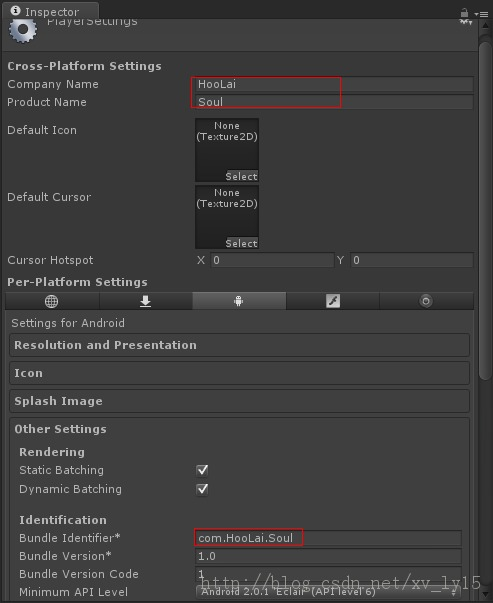 Inspector
PlayerSettings
Cross-Platform Settings
Company Name HooLai
Product Name Soul
Default Icon None (Texture2D) Select
Default Cursor None (Texture2D) Select
Cursor Hotspot X 0 Y 0
Per-Platform Settings
Settings for Android
Resolution and Presentation
Icon
Splash Image
Other Settings
Rendering
Static Batching
Dynamic Batching
Identification
Bundle Identifier* com.HooLai.Soul
Bundle Version* 1.0
Bundle Version Code 1
Minimum API Level Android 2.0.1 'Eclair' (API level 6)
http://blog.csdn.net/xv_ly15